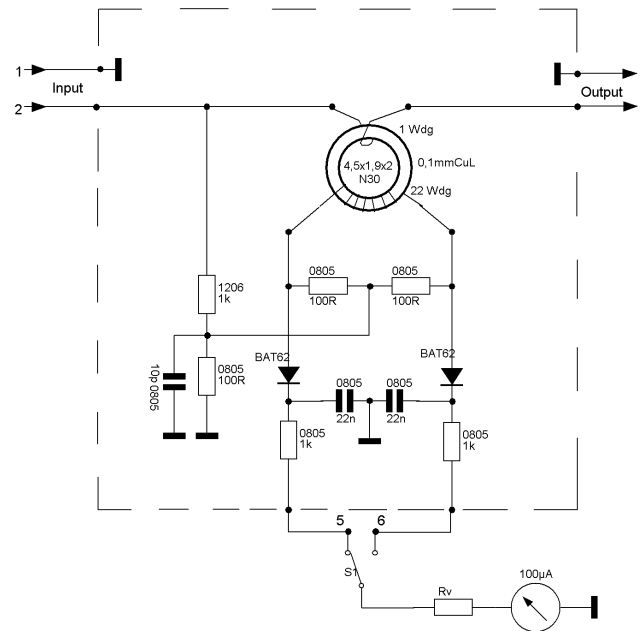 1
Input
2
Output
1 Wdg
4,5x1,9x2
N30
0,1mmCuL
22 Wdg
0805
100R
0805
100R
1206
1k
10p 0805
0805
100R
BAT62
BAT62
0805
22n
0805
22n
0805
1k
0805
1k
5
6
S1
Rv
100µA